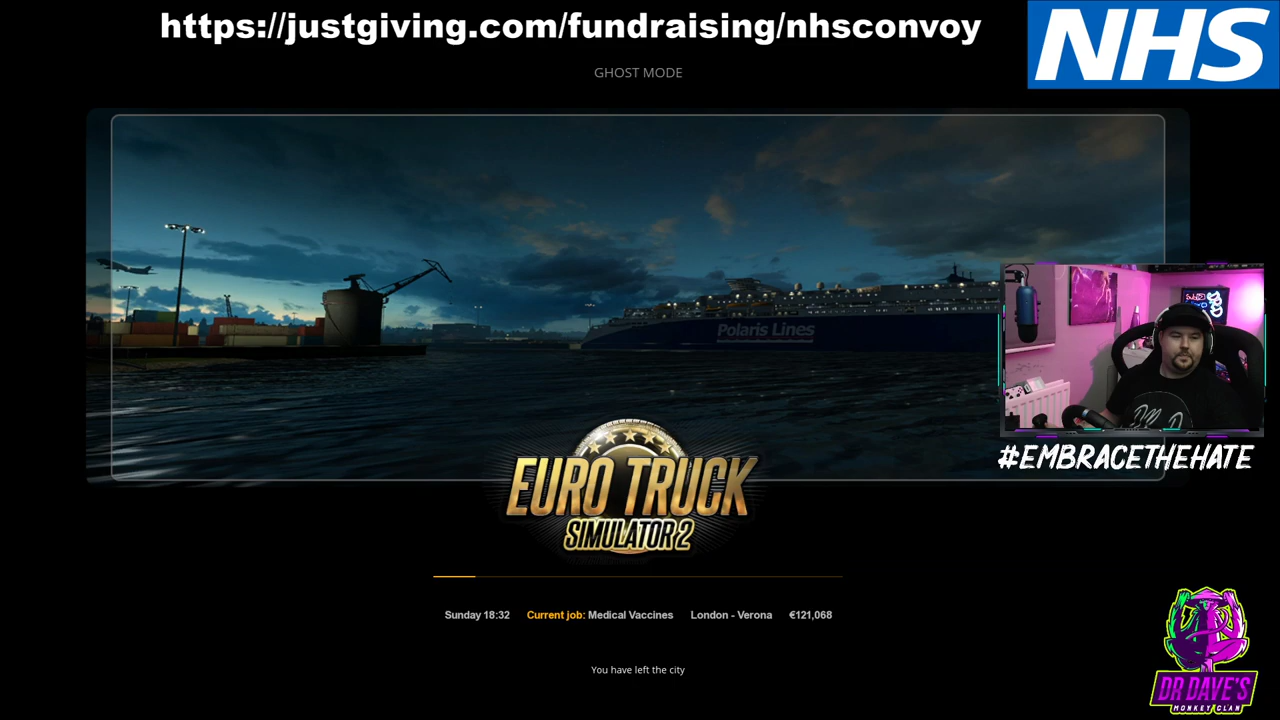 https://justgiving.com/fundraising/nhsconvoy
NHS
GHOST MODE
Polaris Lines
#EMBRACETHEHATE
EURO TRUCK
SIMULATOR 2
Sunday 18:32 Current job: Medical Vaccines London - Verona €121,068
You have left the city
DR DAVE'S
MONKEY CLAN